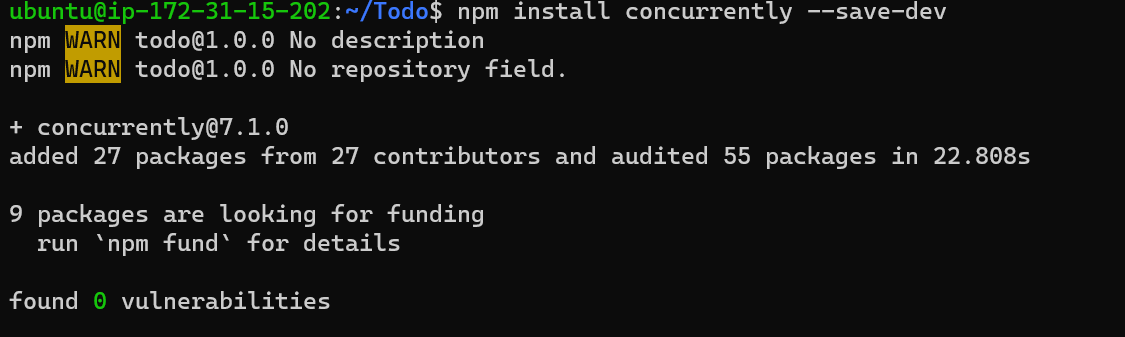 ubuntu@ip-172-31-15-202:~/Todo$ npm install concurrently --save-dev
npm WARN todo@1.0.0 No description
npm WARN todo@1.0.0 No repository field.
+ concurrently@7.1.0
added 27 packages from 27 contributors and audited 55 packages in 22.808s
9 packages are looking for funding
  run `npm fund` for details
found 0 vulnerabilities